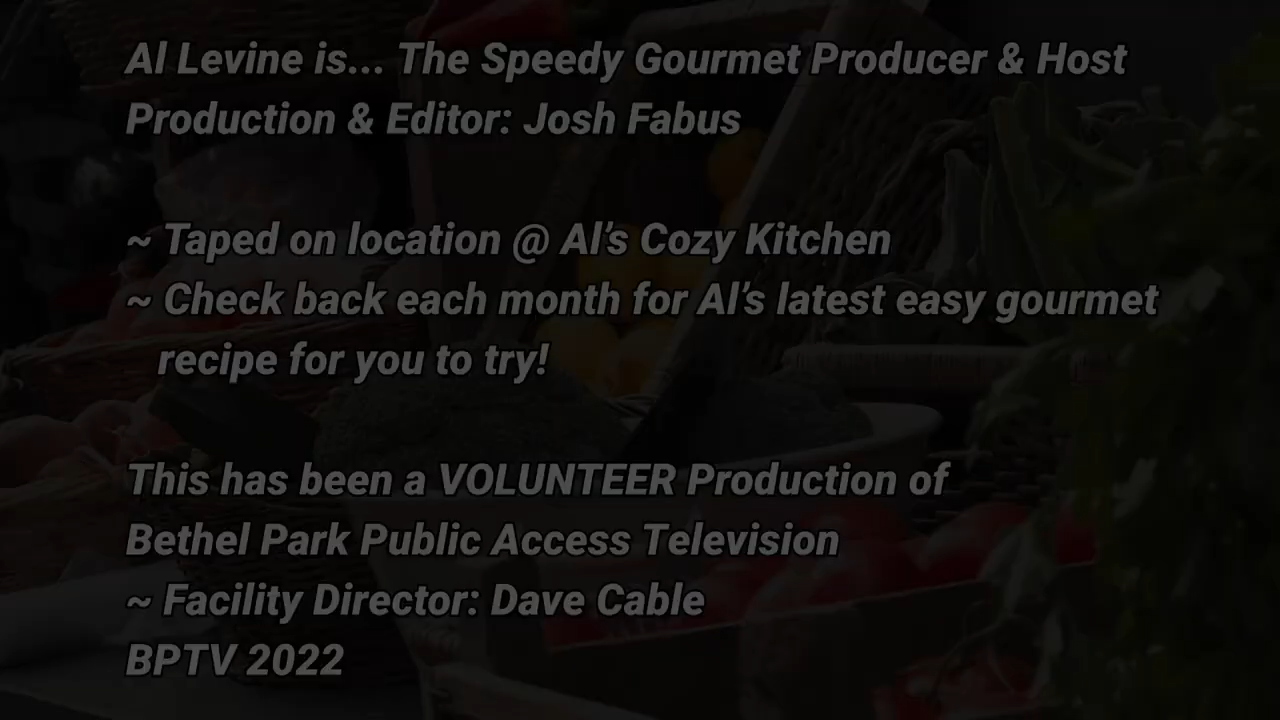 Al Levine is... The Speedy Gourmet Producer & Host
Production & Editor: Josh Fabus
~ Taped on location @ Al’s Cozy Kitchen
~ Check back each month for Al’s latest easy gourmet
recipe for you to try!
This has been a VOLUNTEER Production of
Bethel Park Public Access Television
~ Facility Director: Dave Cable
BPTV 2022